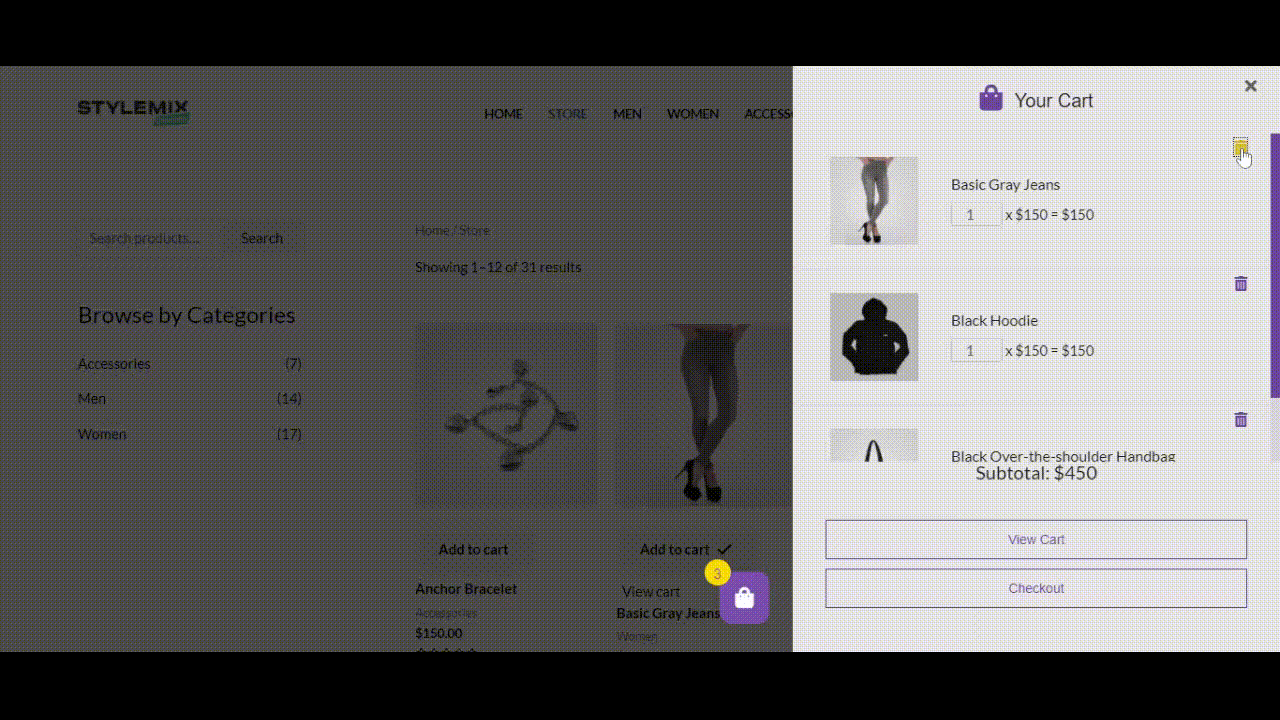 STYLEMIX
HOME STORE MEN WOMEN ACCESS
Search products... Search
Browse by Categories
Accessories (7)
Men (14)
Women (17)
Home / Store
Showing 1–12 of 31 results
Add to cart
Anchor Bracelet
Accessories
$150.00
Add to cart
View cart
Basic Gray Jeans
Women
3
Your Cart
Basic Gray Jeans
1 x $150 = $150
Black Hoodie
1 x $150 = $150
Black Over-the-shoulder Handbag
Subtotal: $450
View Cart
Checkout